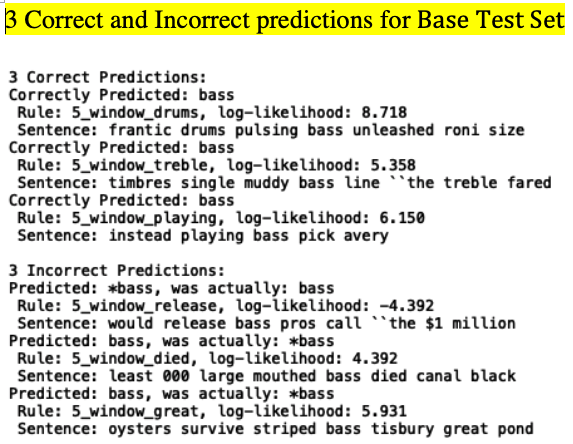 3 Correct and Incorrect predictions for Base Test Set
3 Correct Predictions:
Correctly Predicted: bass
Rule: 5_window_drums, log-likelihood: 8.718
Sentence: frantic drums pulsing bass unleashed roni size
Correctly Predicted: bass
Rule: 5_window_treble, log-likelihood: 5.358
Sentence: timbres single muddy bass line ``the treble fared
Correctly Predicted: bass
Rule: 5_window_playing, log-likelihood: 6.150
Sentence: instead playing bass pick avery
3 Incorrect Predictions:
Predicted: *bass, was actually: bass
Rule: 5_window_release, log-likelihood: -4.392
Sentence: would release bass pros call ``the $1 million
Predicted: bass, was actually: *bass
Rule: 5_window_died, log-likelihood: 4.392
Sentence: least 000 large mouthed bass died canal black
Predicted: bass, was actually: *bass
Rule: 5_window_great, log-likelihood: 5.931
Sentence: oysters survive striped bass tisbury great pond